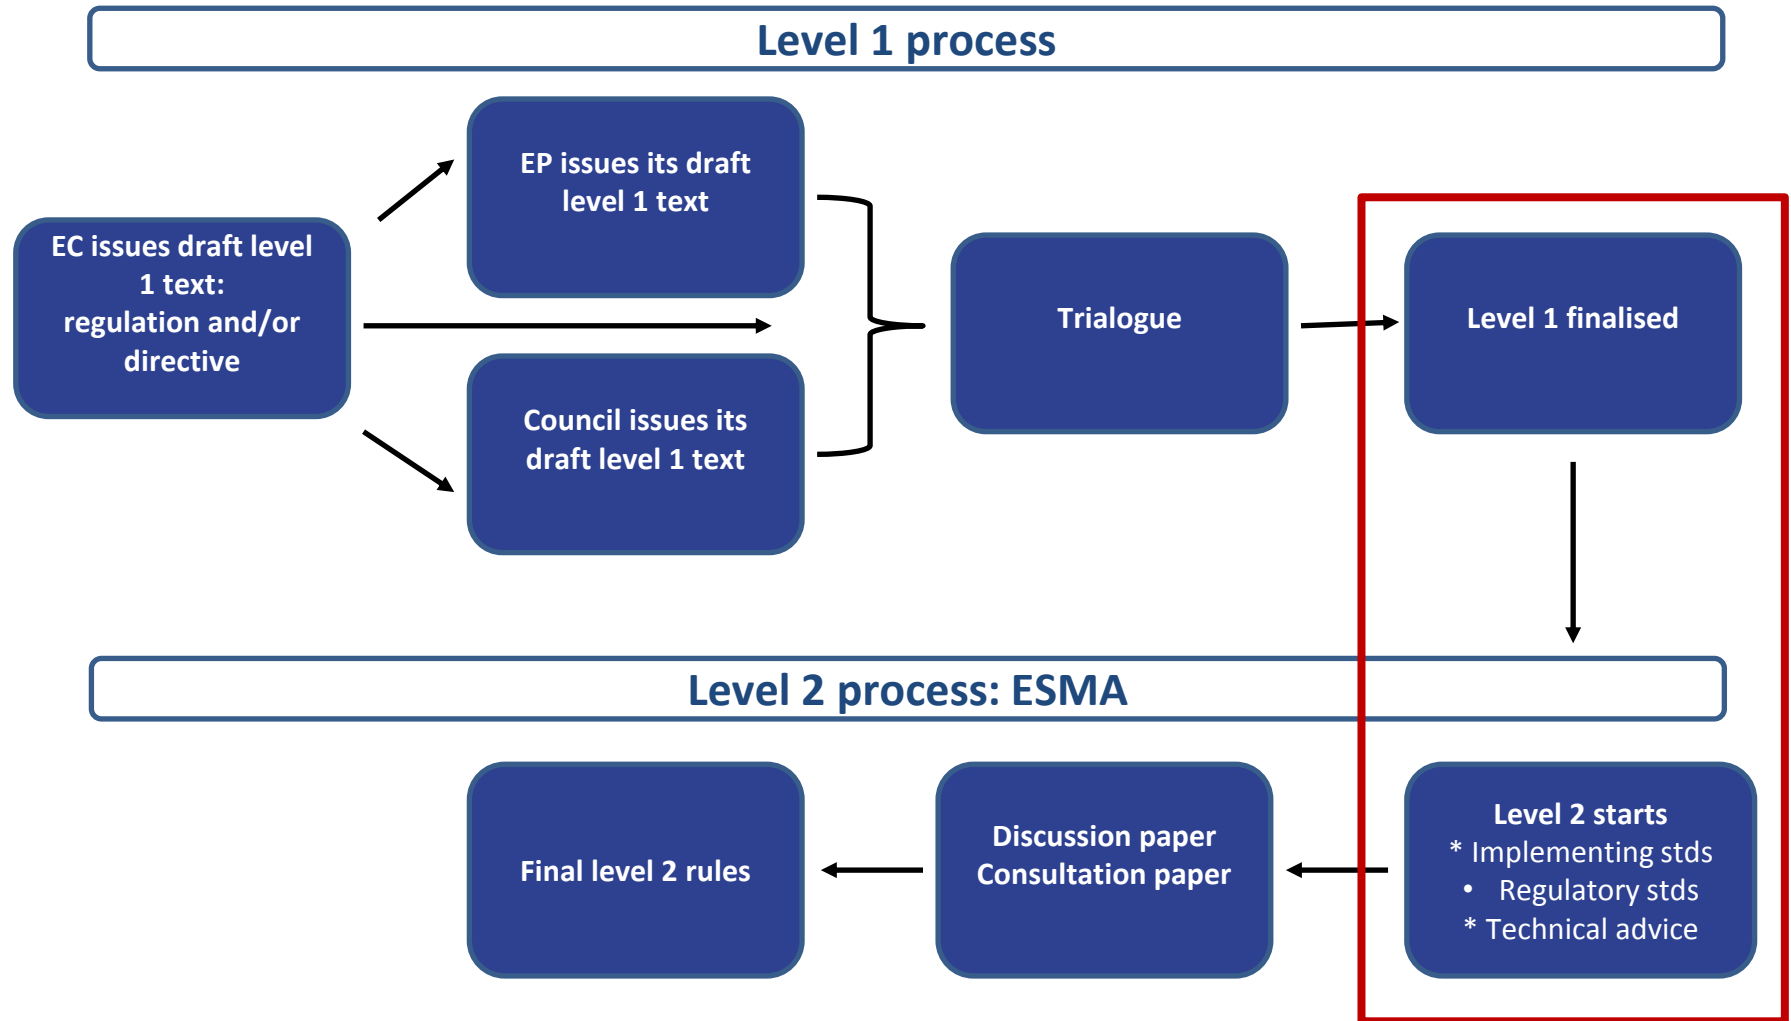 Level 1 process
EP issues its draft
level 1 text
EC issues draft level
1 text:
regulation and/or
directive
Council issues its
draft level 1 text
Trialogue
Level 1 finalised
Level 2 process: ESMA
Final level 2 rules
Discussion paper
Consultation paper
Level 2 starts
* Implementing stds
• Regulatory stds
* Technical advice